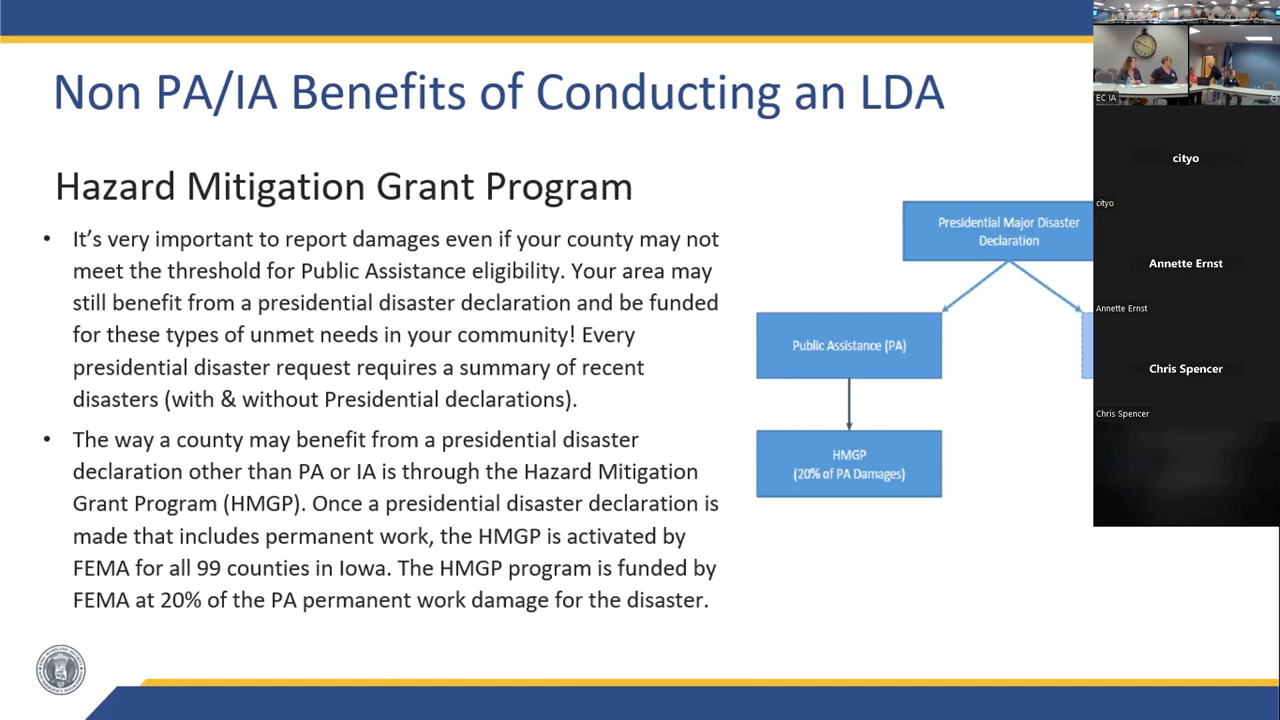 Non PA/IA Benefits of Conducting an LDA
Hazard Mitigation Grant Program
• It's very important to report damages even if your county may not
meet the threshold for Public Assistance eligibility. Your area may
still benefit from a presidential disaster declaration and be funded
for these types of unmet needs in your community! Every
presidential disaster request requires a summary of recent
disasters (with & without Presidential declarations).
• The way a county may benefit from a presidential disaster
declaration other than PA or IA is through the Hazard Mitigation
Grant Program (HMGP). Once a presidential disaster declaration is
made that includes permanent work, the HMGP is activated by
FEMA for all 99 counties in Iowa. The HMGP program is funded by
FEMA at 20% of the PA permanent work damage for the disaster.
Presidential Major Disaster
Declaration
Public Assistance (PA)
HMGP
(20% of PA Damages)
EC IA
cityo
cityo
Annette Ernst
Annette Ernst
Chris Spencer
Chris Spencer